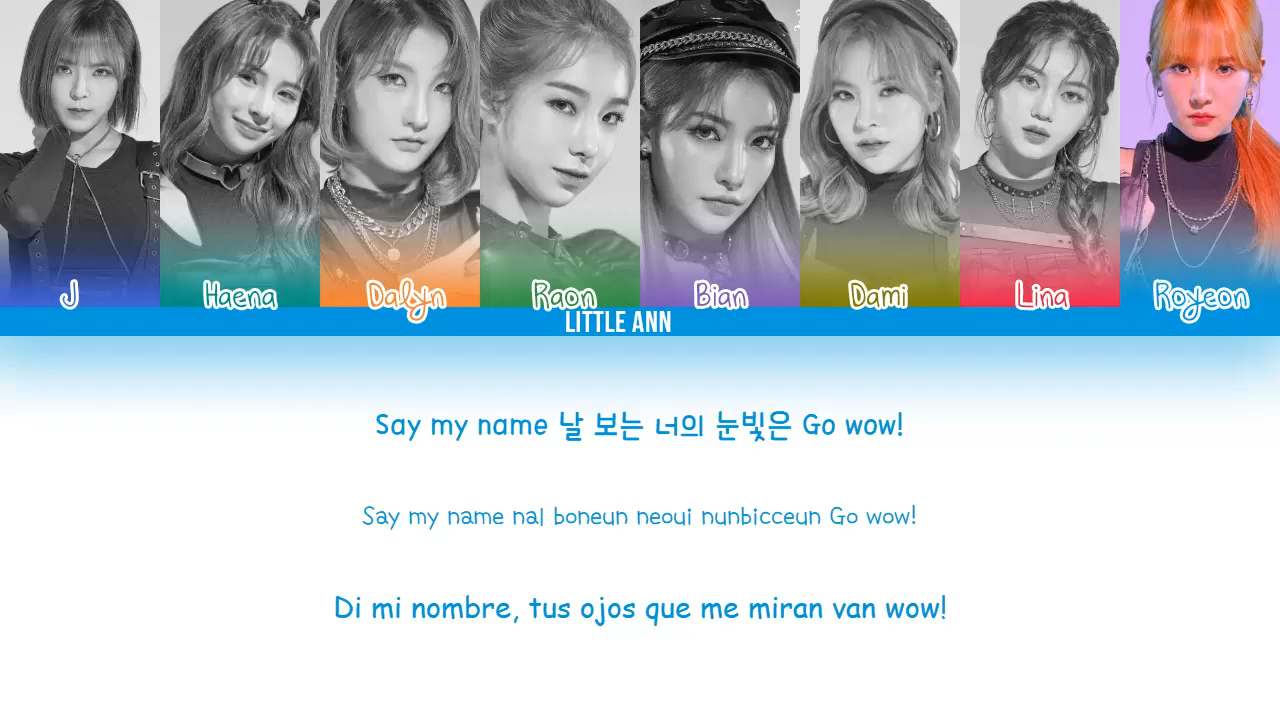 J
Haena
Dalyn
Raon
Bian
Dami
Lina
Royeon
LITTLE ANN
Say my name 날 보는 너의 눈빛은 Go wow!
Say my name nal boneun neoui nunbicceun Go wow!
Di mi nombre, tus ojos que me miran van wow!